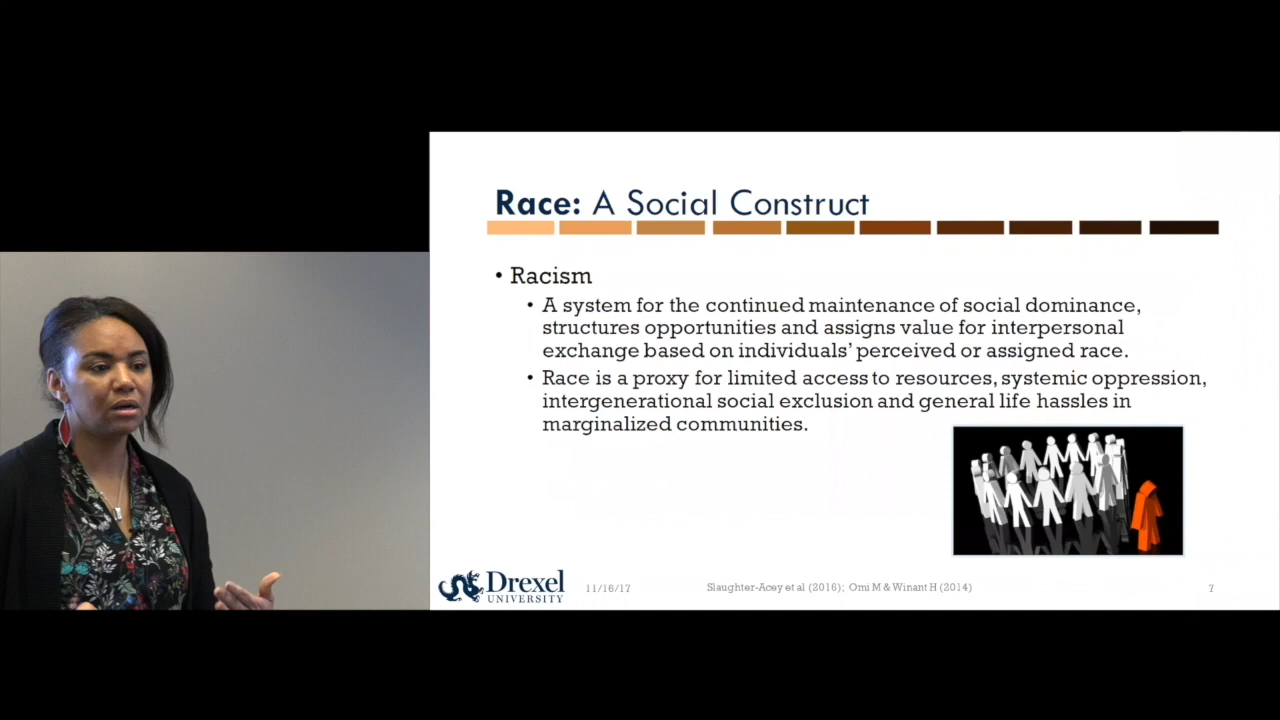 Race: A Social Construct
• Racism
• A system for the continued maintenance of social dominance,
structures opportunities and assigns value for interpersonal
exchange based on individuals' perceived or assigned race.
• Race is a proxy for limited access to resources, systemic oppression,
intergenerational social exclusion and general life hassles in
marginalized communities.
Drexel
UNIVERSITY
11/16/17
Slaughter-Acey et al (2016); Omi M & Winant H (2014)
7